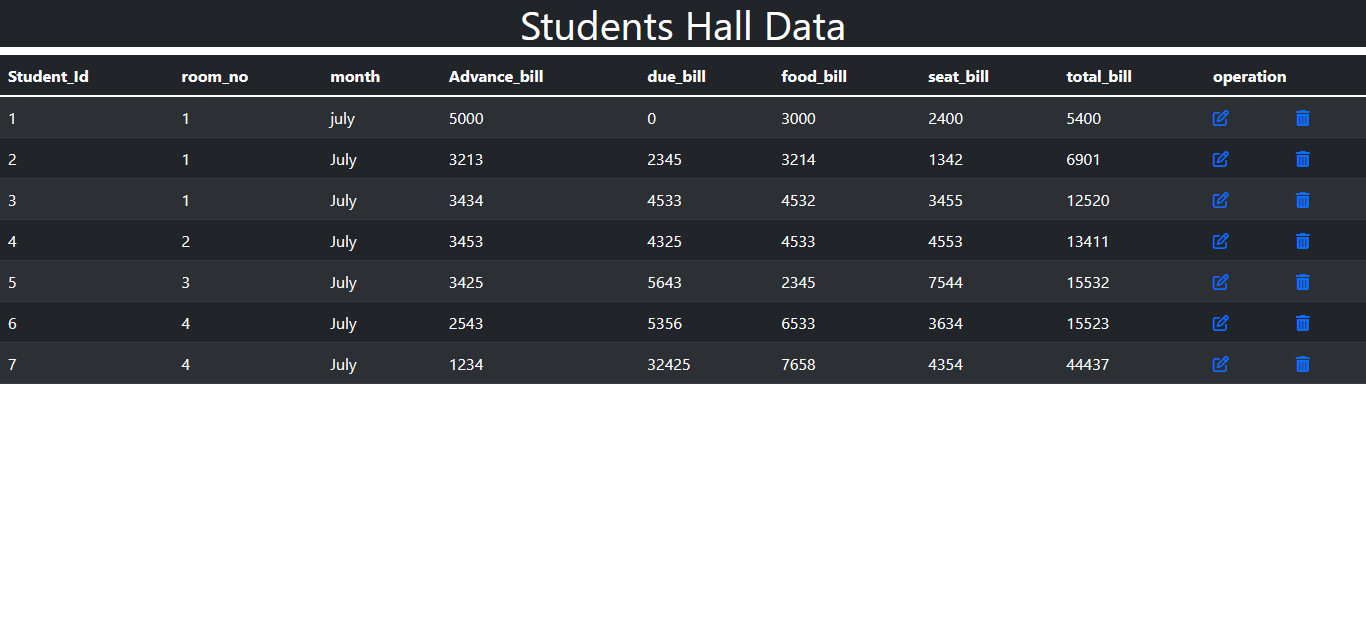 Students Hall Data
Student_Id room_no month Advance_bill due_bill food_bill seat_bill total_bill operation
1 1 july 5000 0 3000 2400 5400
2 1 July 3213 2345 3214 1342 6901
3 1 July 3434 4533 4532 3455 12520
4 2 July 3453 4325 4533 4553 13411
5 3 July 3425 5643 2345 7544 15532
6 4 July 2543 5356 6533 3634 15523
7 4 July 1234 32425 7658 4354 44437